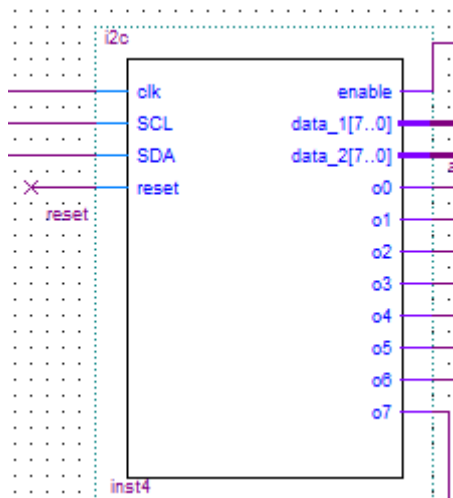 i2c
clk enable
SCL data_1[7..0]
SDA data_2[7..0]
reset o0
reset
o1
o2
o3
o4
o5
o6
o7
inst4